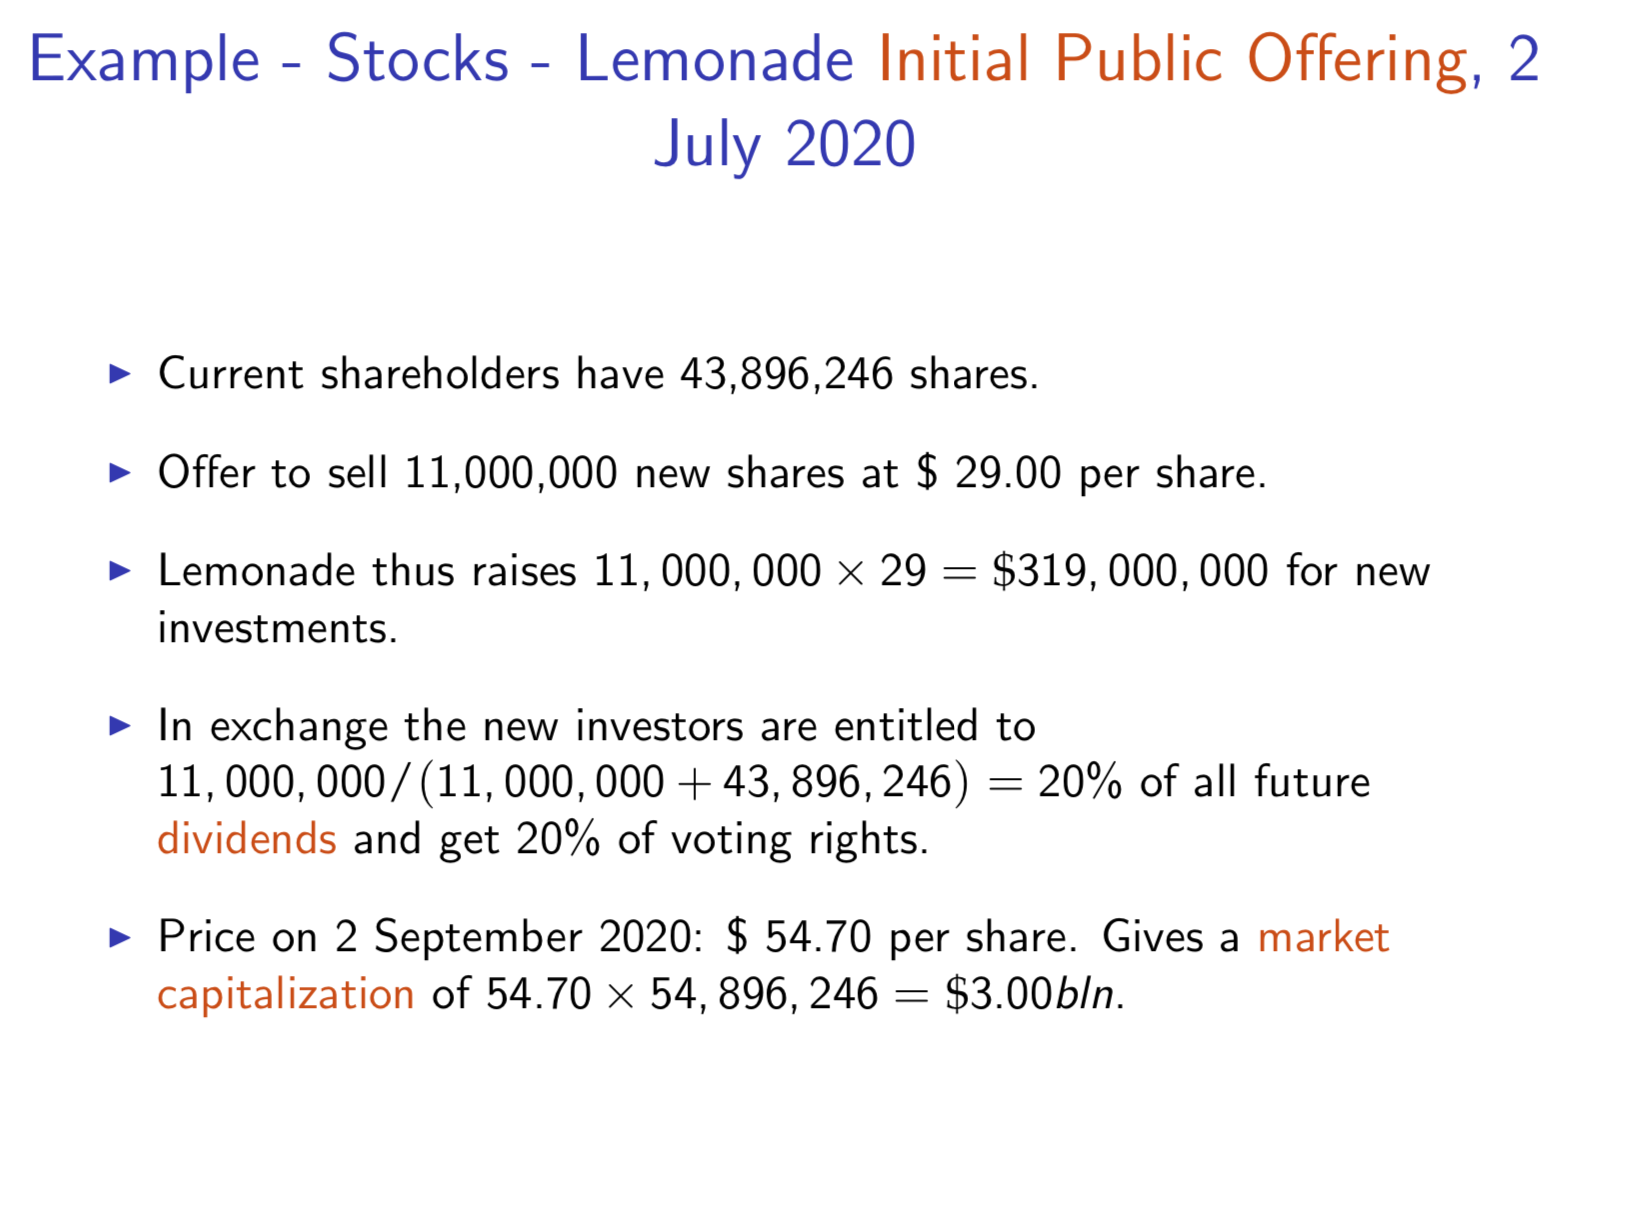 Example - Stocks - Lemonade Initial Public Offering, 2
July 2020
▶ Current shareholders have 43,896,246 shares.
▶ Offer to sell 11,000,000 new shares at $ 29.00 per share.
▶ Lemonade thus raises 11, 000, 000 × 29 = $319, 000, 000 for new
investments.
▶ In exchange the new investors are entitled to
11, 000, 000/(11, 000, 000 + 43, 896, 246) = 20% of all future
dividends and get 20% of voting rights.
▶ Price on 2 September 2020: $ 54.70 per share. Gives a market
capitalization of 54.70 × 54, 896, 246 = $3.00bln.